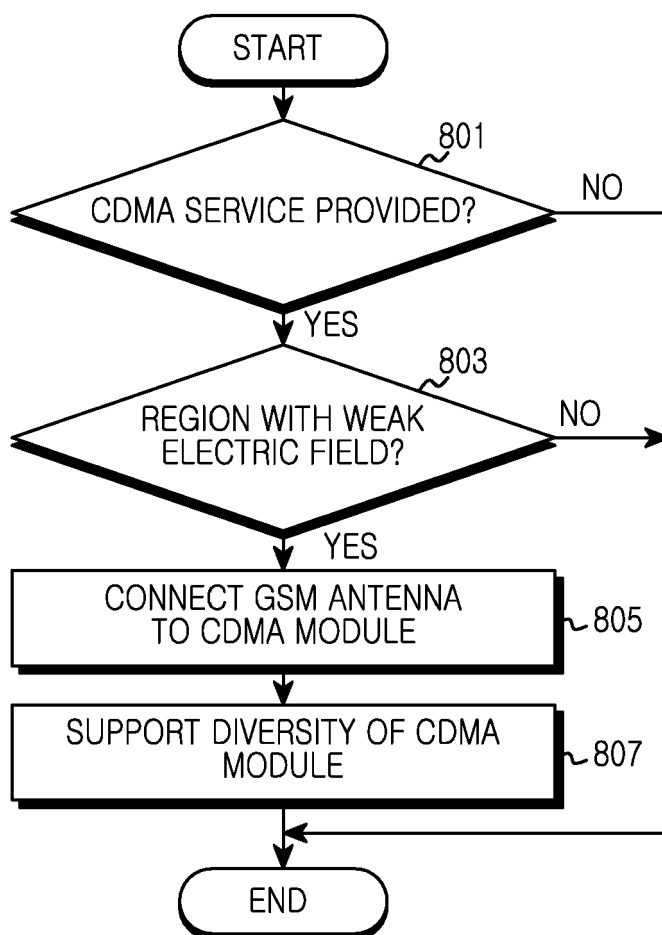 START
801
CDMA SERVICE PROVIDED?
NO
YES
803
REGION WITH WEAK
ELECTRIC FIELD?
NO
YES
CONNECT GSM ANTENNA
TO CDMA MODULE
805
SUPPORT DIVERSITY OF CDMA
MODULE
807
END